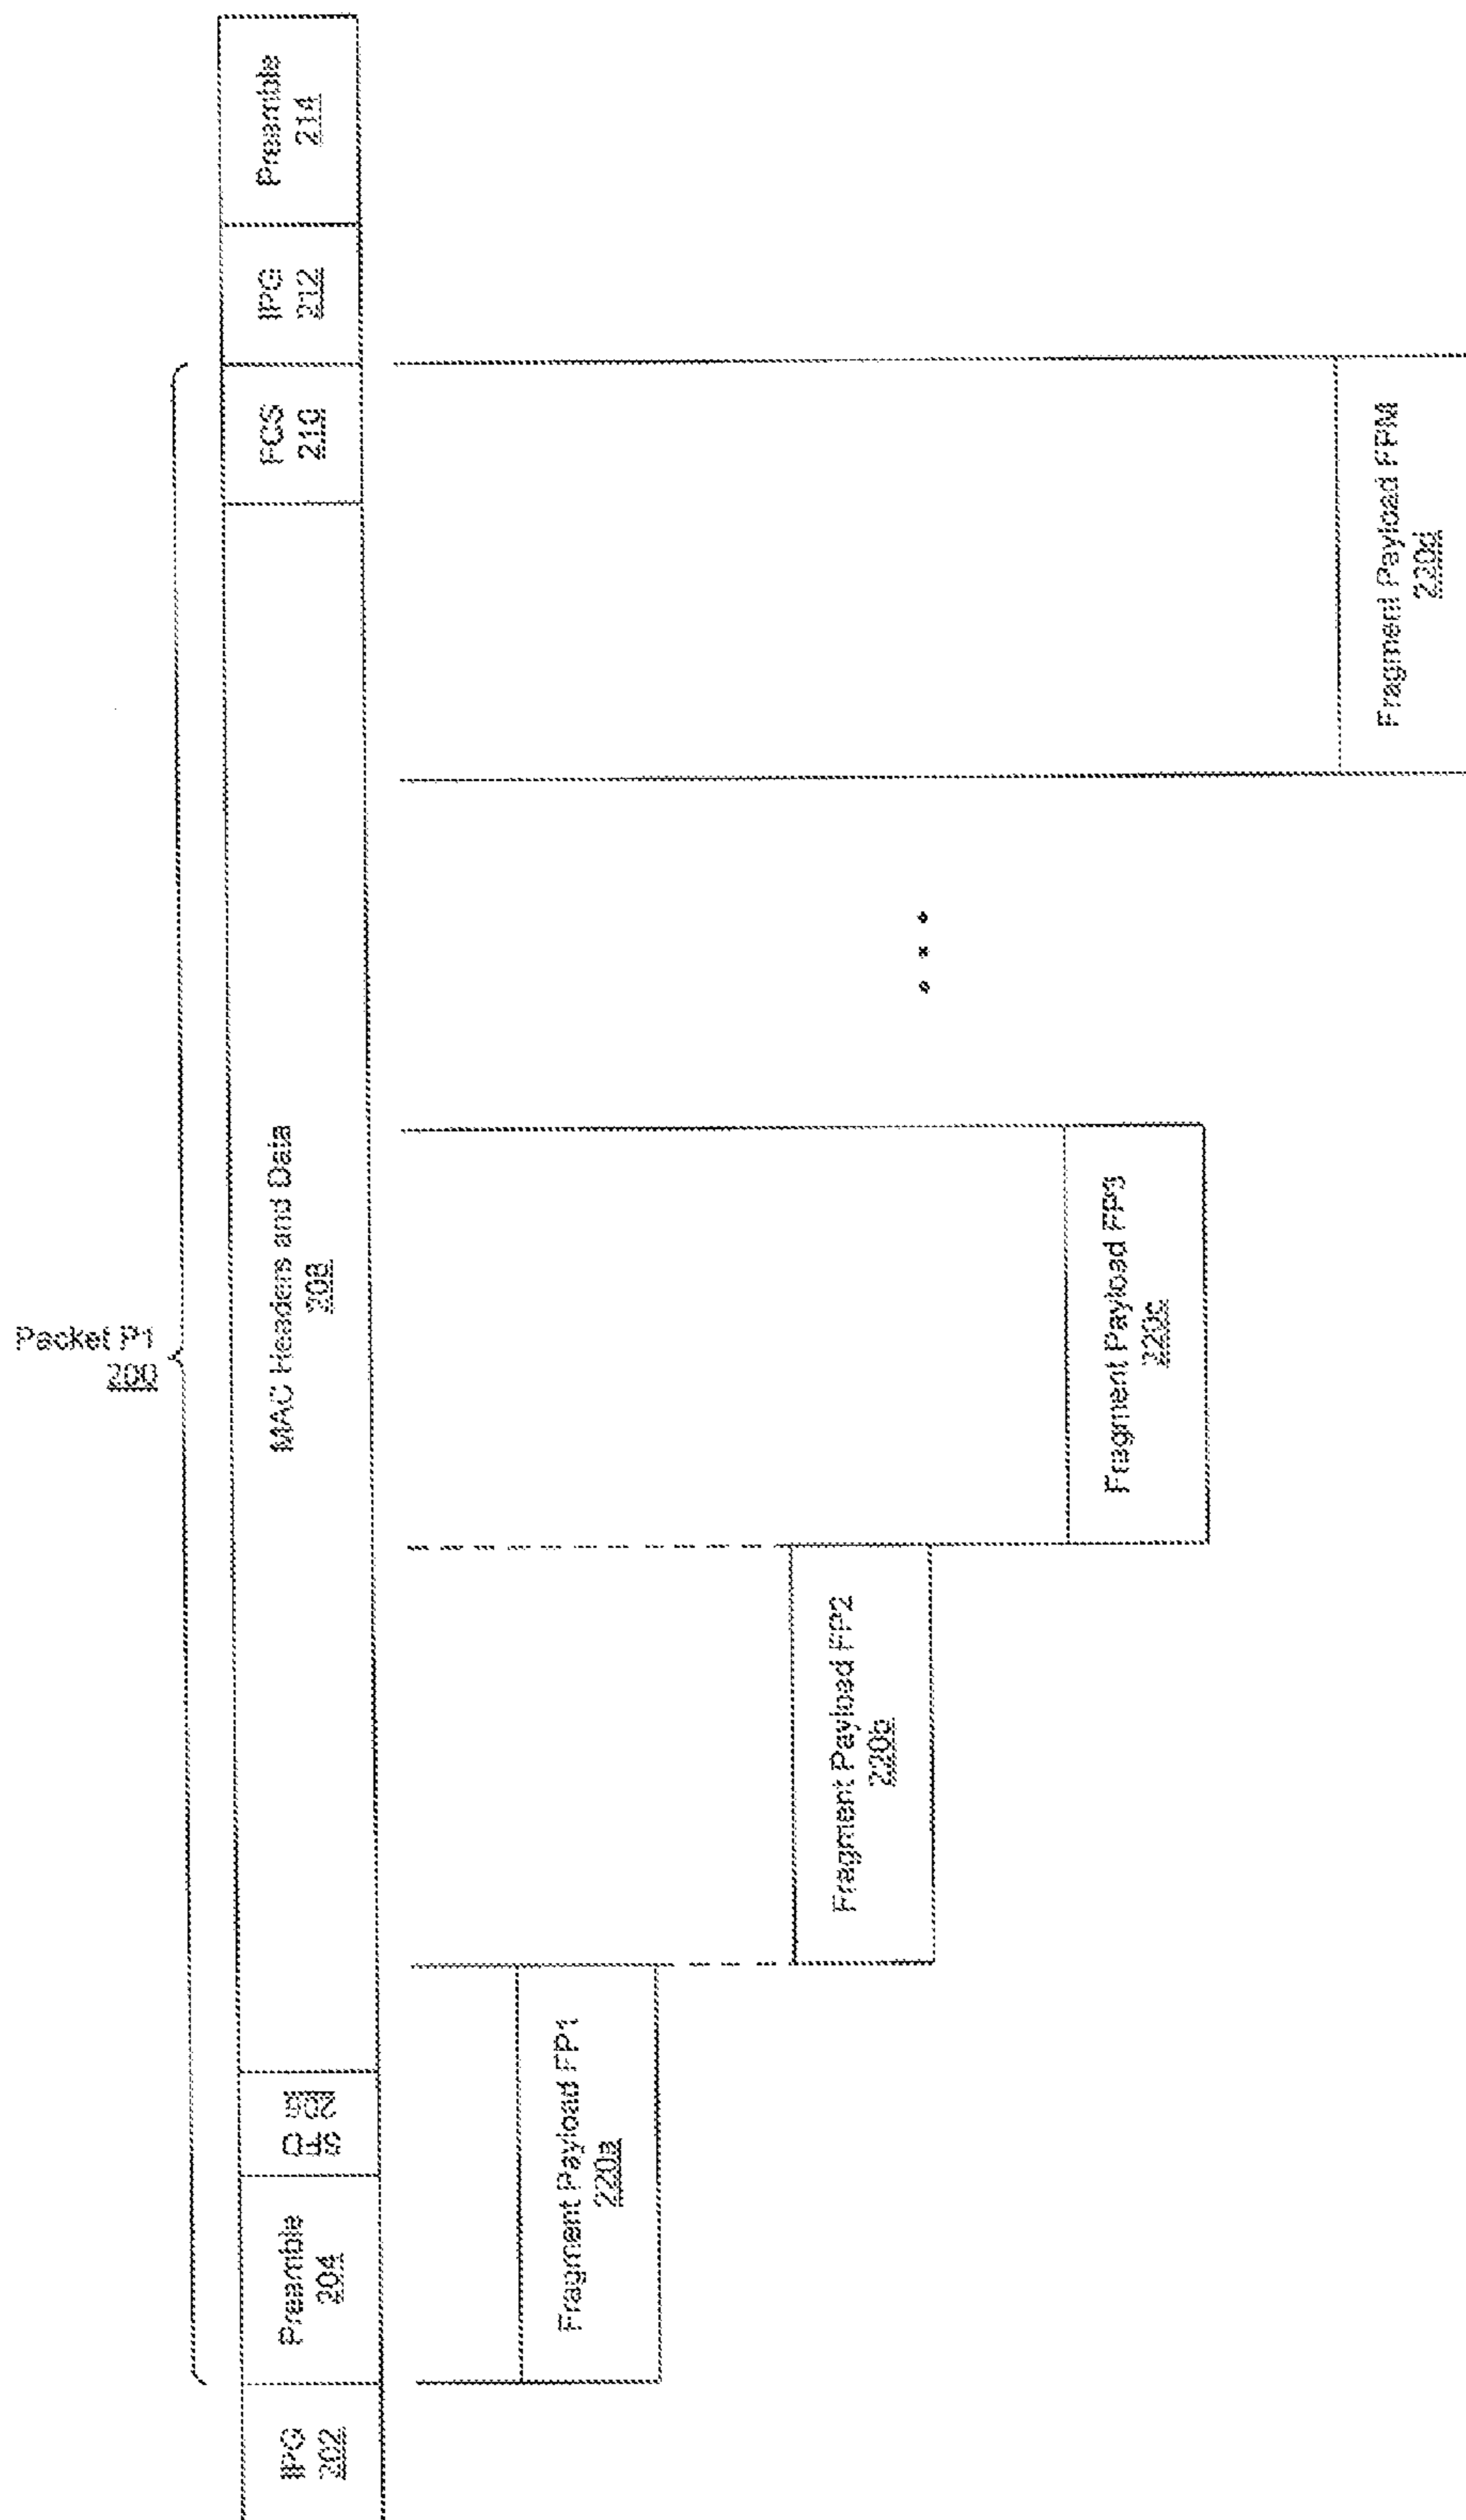 Packet P1
200
IPG
202
Preamble
204
SFD
206
MAC Headers and Data
208
FCS
210
IPG
212
Preamble
214
Fragment Payload FP1
220a
Fragment Payload FP2
220b
Fragment Payload FP3
220c
Fragment Payload FPM
220d